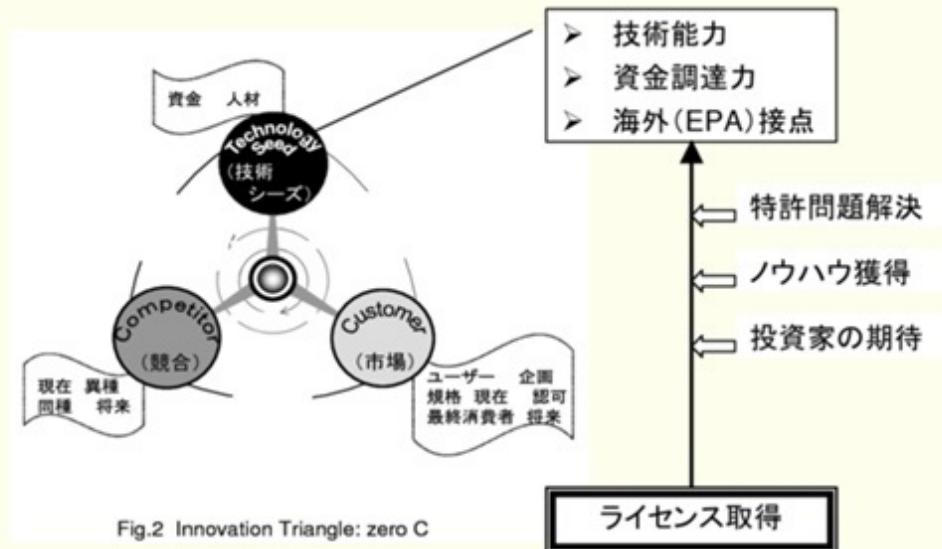 資金 人材
Technology
Seed
(技術
シーズ)
Competitor
(競合)
現在 異種
同種 将来
Customer
(市場)
ユーザー 企画
規格 現在 認可
最終消費者 将来
Fig.2 Innovation Triangle: zero C
➢ 技術能力
➢ 資金調達力
➢ 海外(EPA)接点
特許問題解決
ノウハウ獲得
投資家の期待
ライセンス取得